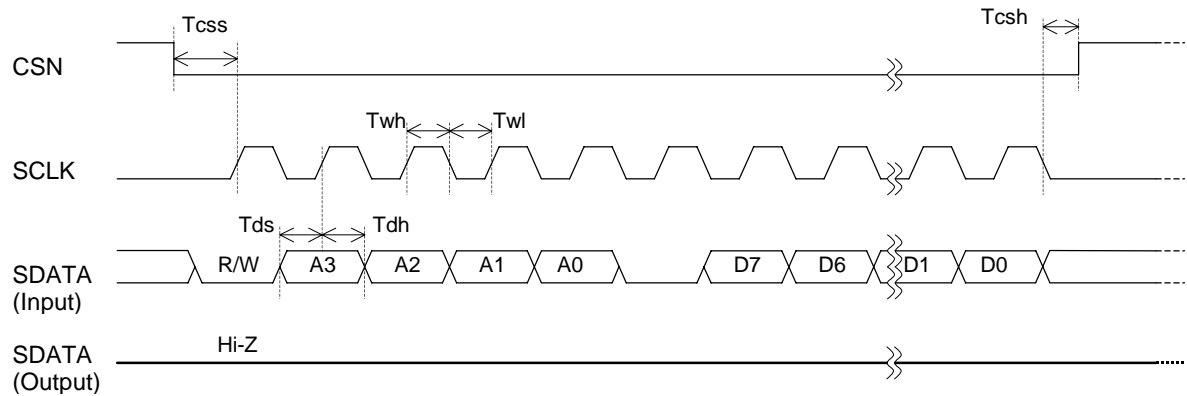 Tcss
Tcsh
CSN
Twh
Twl
SCLK
Tds
Tdh
R/W
A3
A2
A1
A0
D7
D6
D1
D0
SDATA
(Input)
Hi-Z
SDATA
(Output)